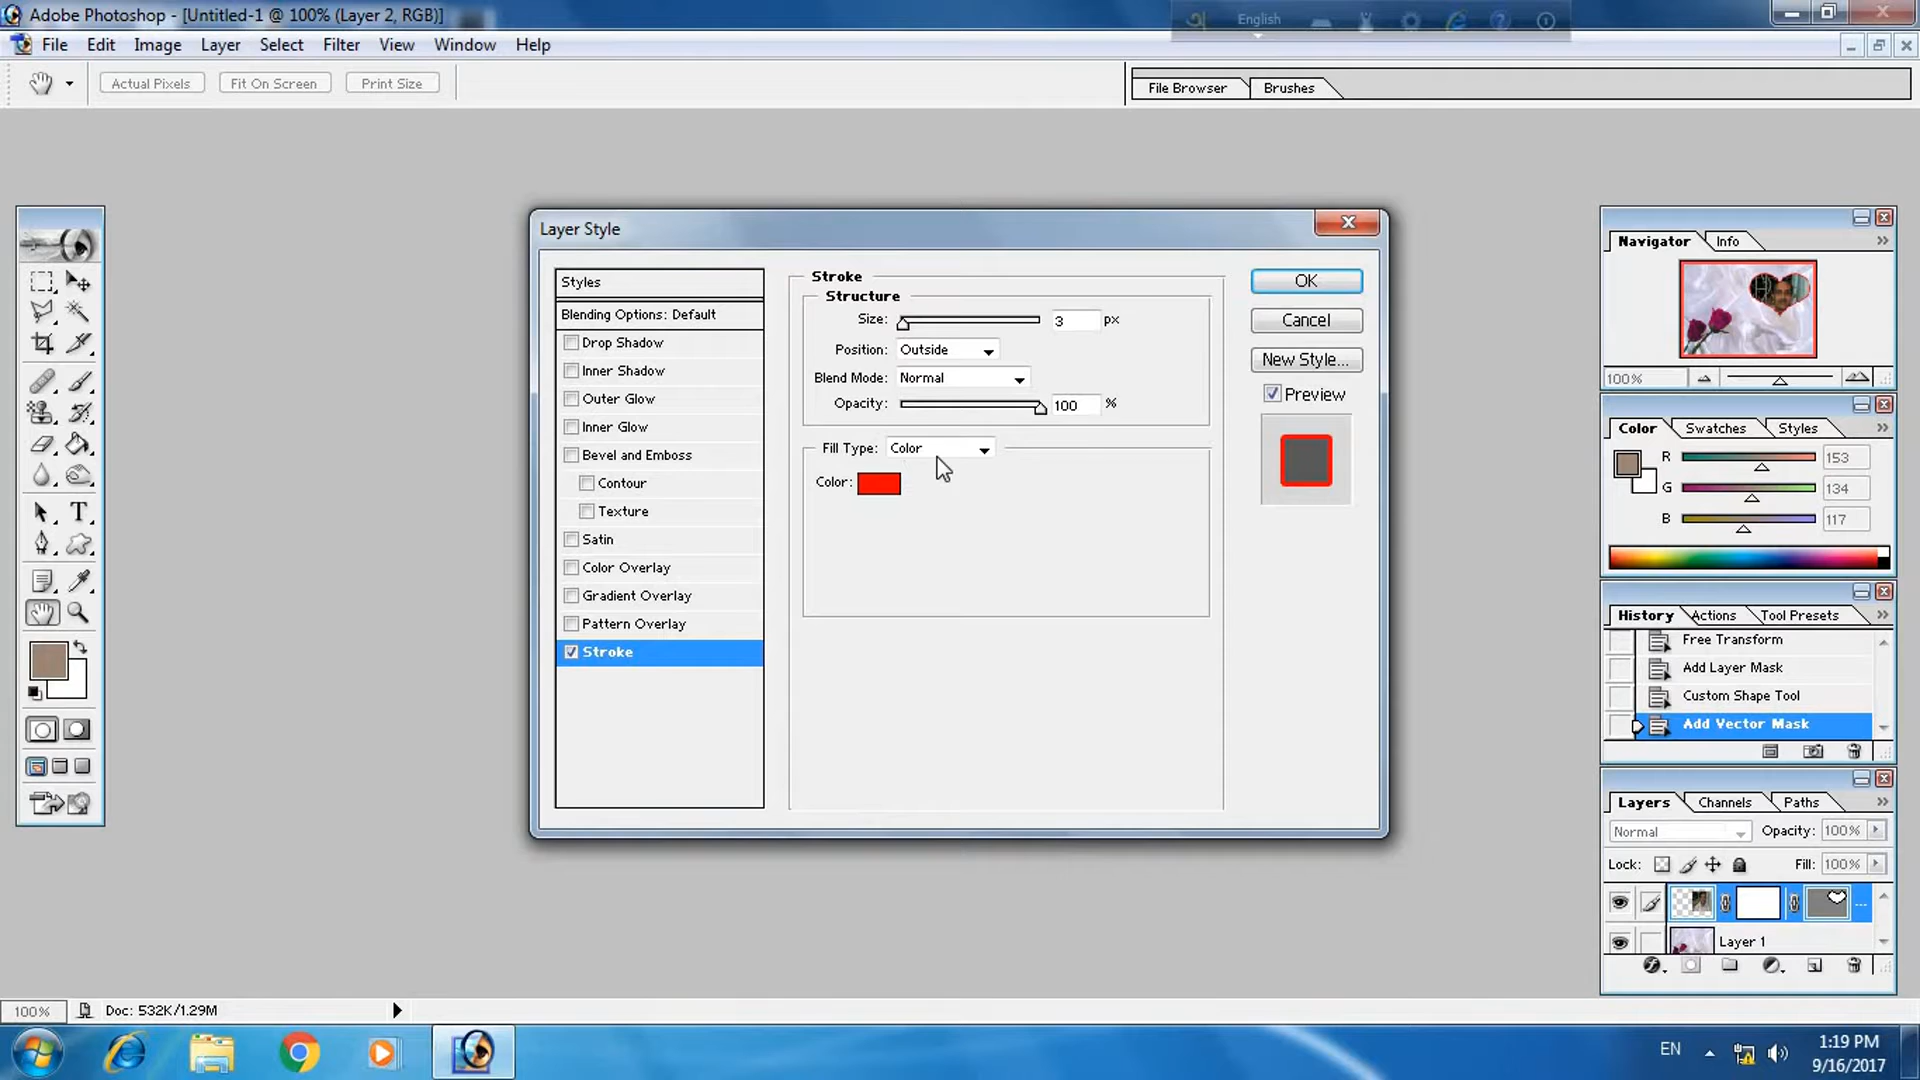 Adobe Photoshop - [Untitled-1 @ 100% (Layer 2, RGB)]
English
File Edit Image Layer Select Filter View Window Help
Actual Pixels Fit On Screen Print Size
File Browser Brushes
Layer Style
Styles
Blending Options: Default
Drop Shadow
Inner Shadow
Outer Glow
Inner Glow
Bevel and Emboss
Contour
Texture
Satin
Color Overlay
Gradient Overlay
Pattern Overlay
Stroke
Stroke
Structure
Size: 3 px
Position: Outside
Blend Mode: Normal
Opacity: 100 %
Fill Type: Color
Color:
OK
Cancel
New Style...
Preview
Navigator Info
100%
Color Swatches Styles
R 153
G 134
B 117
History Actions Tool Presets
Free Transform
Add Layer Mask
Custom Shape Tool
Add Vector Mask
Layers Channels Paths
Normal Opacity: 100%
Lock: Fill: 100%
Layer 1
100% Doc: 532K/1.29M
EN
1:19 PM
9/16/2017